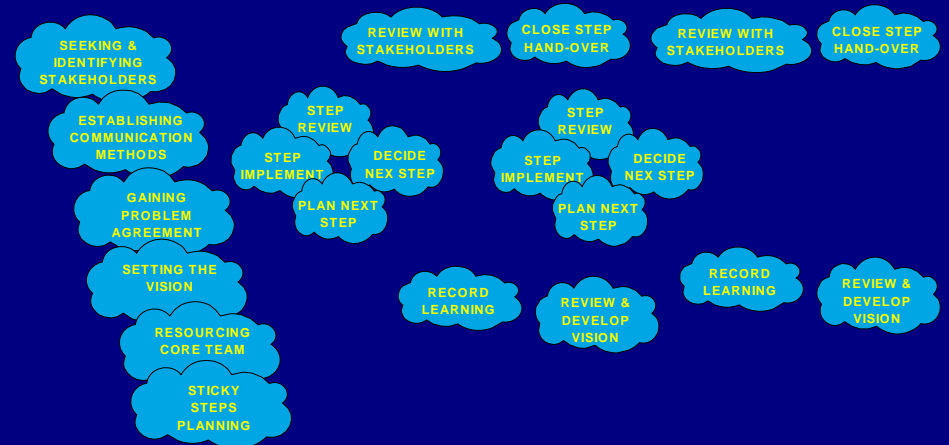 SEEKING &
IDENTIFYING
STAKEHOLDERS
ESTABLISHING
COMMUNICATION
METHODS
GAINING
PROBLEM
AGREEMENT
SETTING THE
VISION
RESOURCING
CORE TEAM
STICKY
STEPS
PLANNING
REVIEW WITH
STAKEHOLDERS
CLOSE STEP
HAND-OVER
STEP
REVIEW
STEP
IMPLEMENT
DECIDE
NEX STEP
PLAN NEXT
STEP
RECORD
LEARNING
REVIEW &
DEVELOP
VISION
REVIEW WITH
STAKEHOLDERS
CLOSE STEP
HAND-OVER
STEP
REVIEW
STEP
IMPLEMENT
DECIDE
NEX STEP
PLAN NEXT
STEP
RECORD
LEARNING
REVIEW &
DEVELOP
VISION